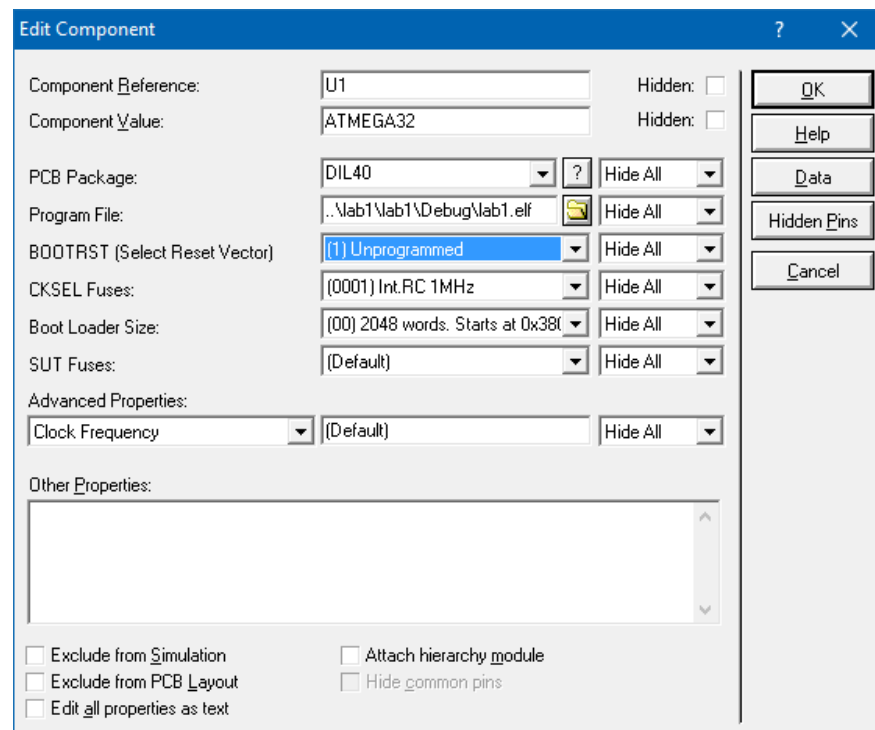 Edit Component ? ×
Component Reference: U1 Hidden:
Component Value: ATMEGA32 Hidden:
PCB Package: DIL40 ? Hide All
Program File: ..\lab1\lab1\Debug\lab1.elf Hide All
BOOTRST (Select Reset Vector) (1) Unprogrammed Hide All
CKSEL Fuses: (0001) Int.RC 1MHz Hide All
Boot Loader Size: (00) 2048 words. Starts at 0x380 Hide All
SUT Fuses: (Default) Hide All
Advanced Properties:
Clock Frequency (Default) Hide All
Other Properties:
Exclude from Simulation Attach hierarchy module
Exclude from PCB Layout Hide common pins
Edit all properties as text
OK
Help
Data
Hidden Pins
Cancel